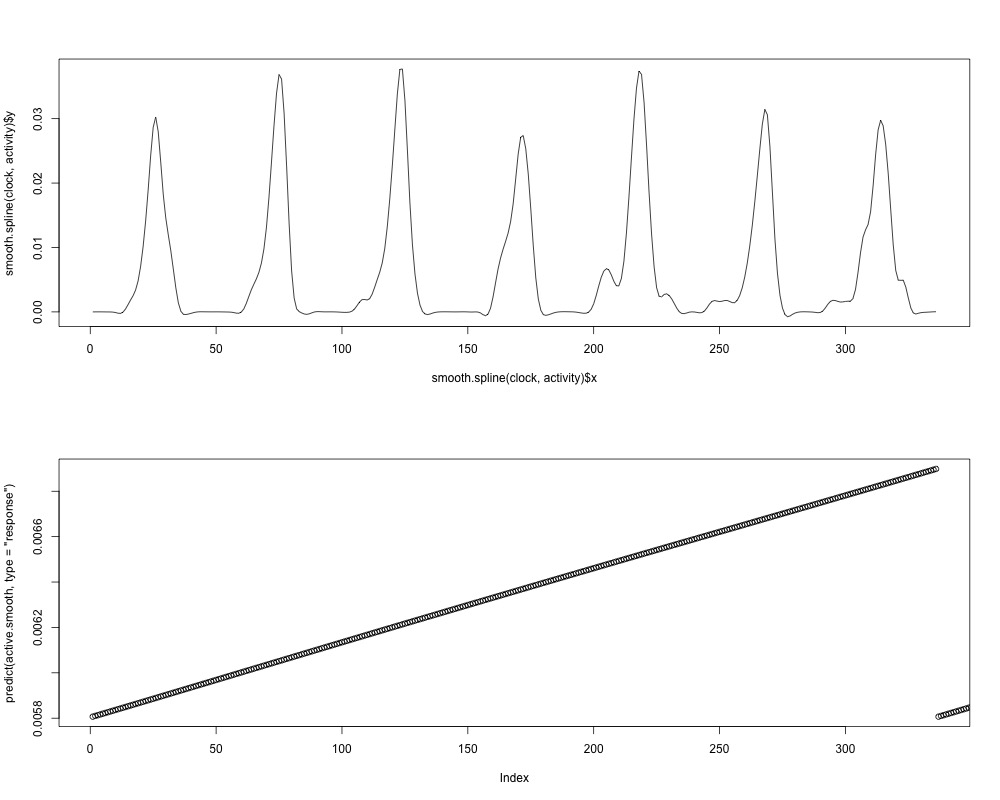 smooth.spline(clock, activity)$y
0.03
0.02
0.01
0.00
0 50 100 150 200 250 300
smooth.spline(clock, activity)$x
predict(active.smooth, type = "response")
0.0066
0.0062
0.0058
0 50 100 150 200 250 300
Index